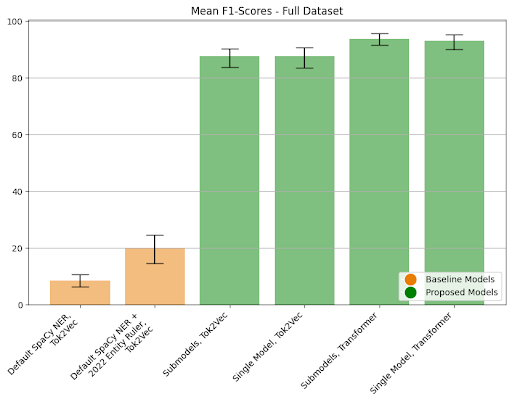 Mean F1-Scores - Full Dataset
100
80
60
40
20
0
Baseline Models
Proposed Models
Default SpaCy NER,
Tok2Vec
Default SpaCy NER +
2022 Entity Ruler,
Tok2Vec
Submodels, Tok2Vec
Single Model, Tok2Vec
Submodels, Transformer
Single Model, Transformer